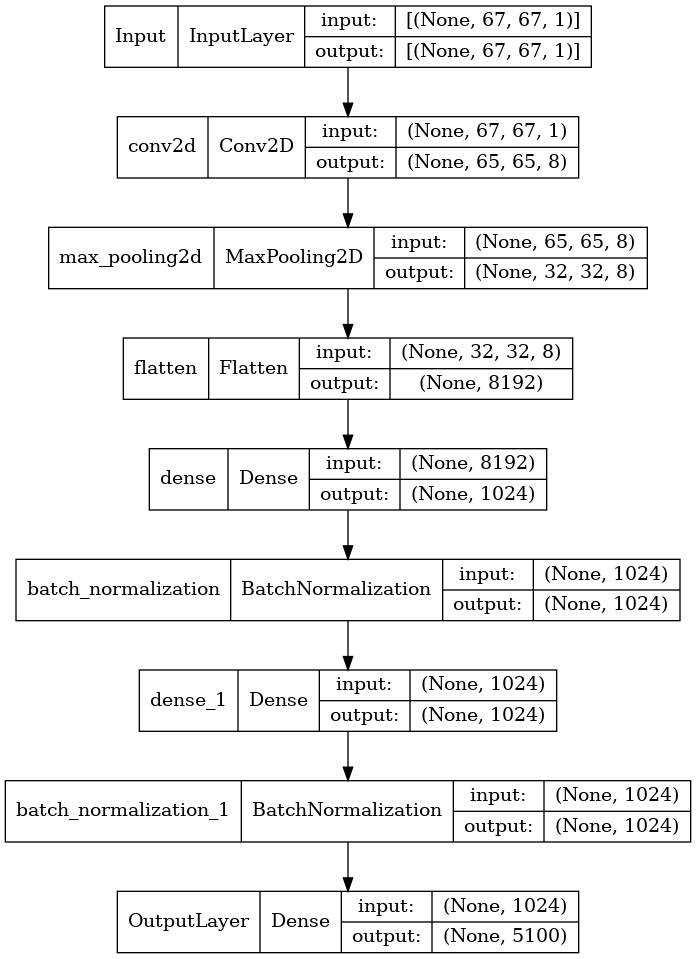 Input InputLayer input: [(None, 67, 67, 1)]
output: [(None, 67, 67, 1)]
conv2d Conv2D input: (None, 67, 67, 1)
output: (None, 65, 65, 8)
max_pooling2d MaxPooling2D input: (None, 65, 65, 8)
output: (None, 32, 32, 8)
flatten Flatten input: (None, 32, 32, 8)
output: (None, 8192)
dense Dense input: (None, 8192)
output: (None, 1024)
batch_normalization BatchNormalization input: (None, 1024)
output: (None, 1024)
dense_1 Dense input: (None, 1024)
output: (None, 1024)
batch_normalization_1 BatchNormalization input: (None, 1024)
output: (None, 1024)
OutputLayer Dense input: (None, 1024)
output: (None, 5100)